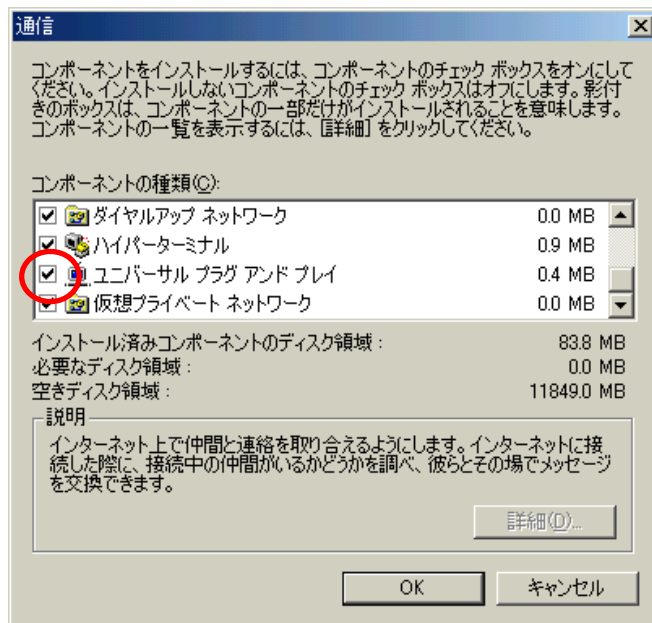 通信
コンポーネントをインストールするには、コンポーネントのチェック ボックスをオンにして
ください。インストールしないコンポーネントのチェック ボックスはオフにします。影付
きのボックスは、コンポーネントの一部だけがインストールされることを意味します。
コンポーネントの一覧を表示するには、[詳細] をクリックしてください。
コンポーネントの種類(C):
ダイヤルアップ ネットワーク 0.0 MB
ハイパーターミナル 0.9 MB
ユニバーサル プラグ アンド プレイ 0.4 MB
仮想プライベート ネットワーク 0.0 MB
インストール済みコンポーネントのディスク領域 : 83.8 MB
必要なディスク領域 : 0.0 MB
空きディスク領域 : 11849.0 MB
説明
インターネット上で仲間と連絡を取り合えるようにします。インターネットに接
続した際に、接続中の仲間がいるかどうかを調べ、彼らとその場でメッセージ
を交換できます。
詳細(D)...
OK キャンセル